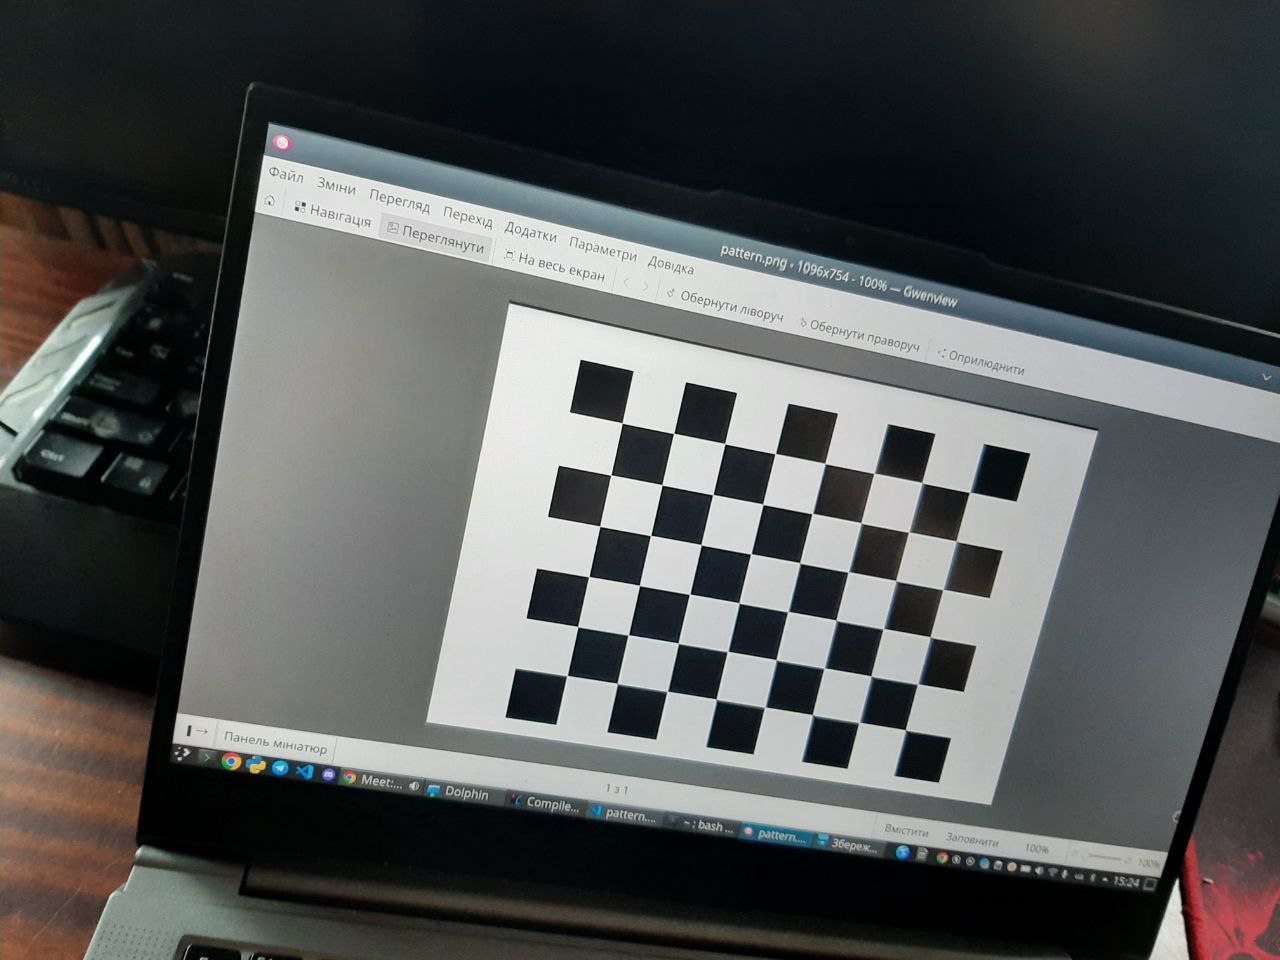 pattern.png • 1096x754 - 100% — Gwenview
Файл Зміни Перегляд Перехід Додатки Параметри Довідка
Навігація Переглянути На весь екран Обернути ліворуч Обернути праворуч Оприлюднити
Панель мініатюр
1 з 1
Вмістити Заповнити 100% 100%
Meet:... Dolphin Compile... pattern.... ~ : bash ... pattern.... Збереж... 15:24
Ctrl